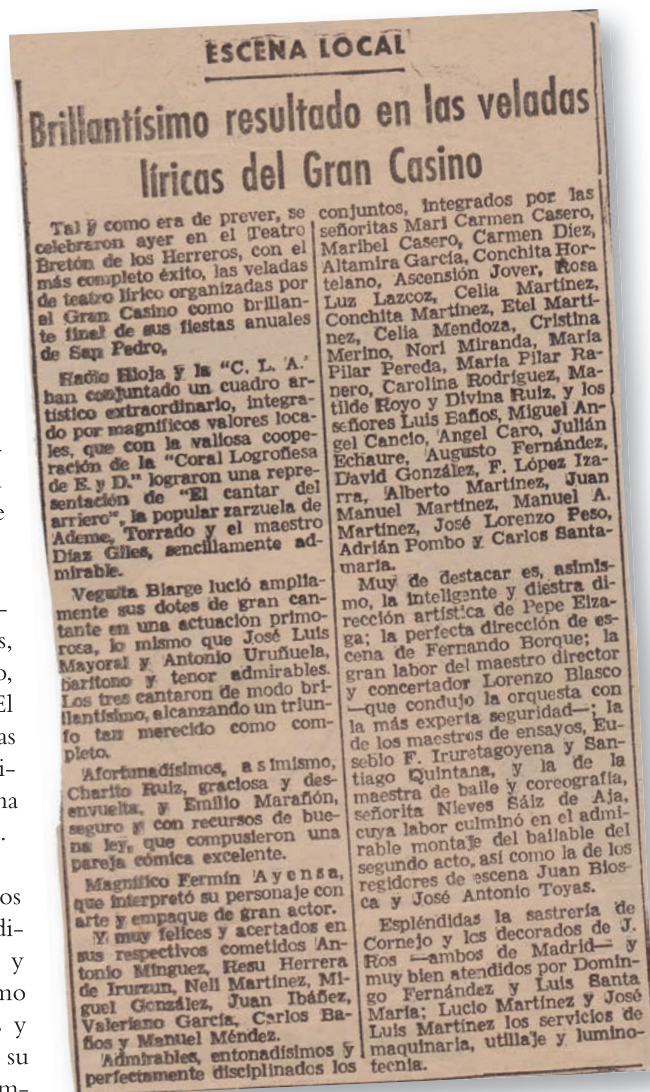 e
s,
o,
El
as
i-
na
.
os
di-
y
mo
y
su
m-
ESCENA LOCAL
Brillantísimo resultado en las veladas
líricas del Gran Casino
Tal y como era de prever, se
celebraron ayer en el Teatro
Bretón de los Herreros, con el
más completo éxito, las veladas
de teatro lírico organizadas por
el Gran Casino como brillan-
te final de sus fiestas anuales
de San Pedro,
Radio Rioja y la "C. L. A.'
han conjuntado un cuadro ar-
tístico extraordinario, integra-
do por magníficos valores loca-
les, que con la valiosa coope-
ración de la "Coral Logroñesa
de E. y D." lograron una repre-
sentación de "El cantar del
arriero", la popular zarzuela de
Ademe, Torrado y el maestro
Díaz Giles, sencillamente ad-
mirable.
Veguita Biarge lució amplia-
mente sus dotes de gran can-
tante en una actuación primo-
rosa, lo mismo que José Luis
Mayoral y Antonio Uruñuela,
barítono y tenor admirables.
Los tres cantaron de modo bri-
llantísimo, alcanzando un triun-
fo tan merecido como com-
pleto.
Afortunadísimos, asimismo,
Charito Ruiz, graciosa y des-
envuelta, y Emilio Marañón,
seguro y con recursos de bue-
na ley, que compusieron una
pareja cómica excelente.
Magnífico Fermín Ayensa,
que interpretó su personaje con
arte y empaque de gran actor.
Y muy felices y acertados en
sus respectivos cometidos An-
tonio Mínguez, Resu Herrera
de Irurzun, Neli Martínez, Mi-
guel González, Juan Ibáñez,
Valeriano García, Carlos Ba-
ños y Manuel Méndez.
Admirables, entonadísimos y
perfectamente disciplinados los
conjuntos, integrados por las
señoritas Mari Carmen Casero,
Maribel Casero, Carmen Díez,
Altamira García, Conchita Hor-
telano, Ascensión Jover, Rosa
Luz Lazcoz, Celia Martínez,
Conchita Martínez, Etel Martí-
nez, Celia Mendoza, Cristina
Merino, Nori Miranda, María
Pilar Pereda, María Pilar Ra-
nero, Carolina Rodríguez, Ma-
tilde Royo y Divina Ruiz, y los
señores Luis Baños, Miguel An-
gel Cancio, Angel Caro, Julián
Echaure, Augusto Fernández,
David González, F. López Iza-
rra, Alberto Martínez, Juan
Manuel Martínez, Manuel A.
Martínez, José Lorenzo Peso,
Adrián Pombo y Carlos Santa-
maría.
Muy de destacar es, asimis-
mo, la inteligente y diestra di-
rección artística de Pepe Eiza-
ga; la perfecta dirección de es-
cena de Fernando Borque; la
gran labor del maestro director
y concertador Lorenzo Blasco
—que condujo la orquesta con
la más experta seguridad—; la
de los maestros de ensayos, Eu-
sebio F. Iruretagoyena y San-
tiago Quintana, y la de la
maestra de baile y coreografía,
señorita Nieves Sáiz de Aja,
cuya labor culminó en el admi-
rable montaje del bailable del
segundo acto, así como la de los
regidores de escena Juan Bios-
ca y José Antonio Toyas.
Espléndidas la sastrería de
Cornejo y los decorados de J.
Ros —ambos de Madrid— y
muy bien atendidos por Domin-
go Fernández y Luis Santa
María; Lucio Martínez y José
Luis Martínez los servicios de
maquinaria, utillaje y lumino-
tecnia.